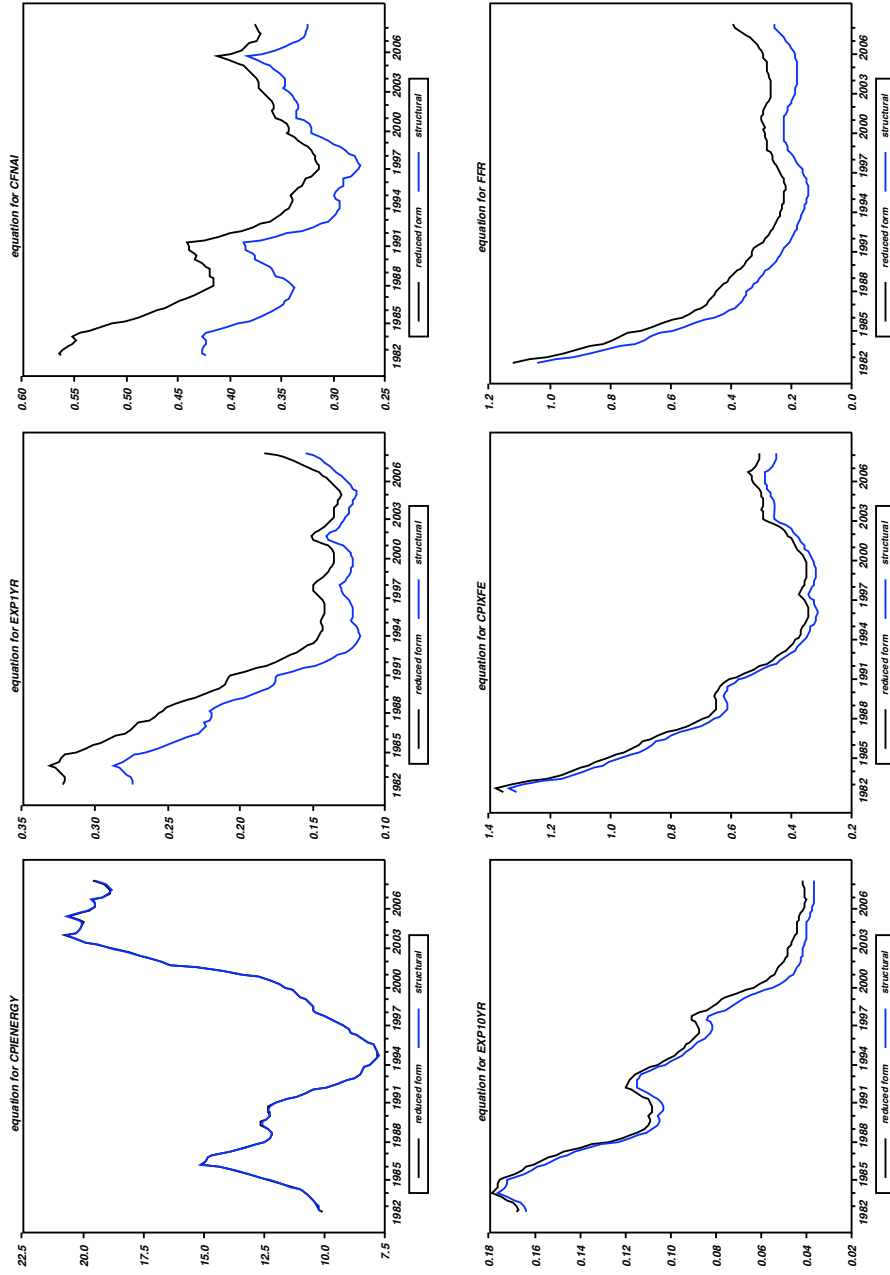 equation for CPIENERGY
22.5
20.0
17.5
15.0
12.5
10.0
7.5
1982 1985 1988 1991 1994 1997 2000 2003 2006
reduced form structural
equation for EXP1YR
0.35
0.30
0.25
0.20
0.15
0.10
1982 1985 1988 1991 1994 1997 2000 2003 2006
reduced form structural
equation for CFNAI
0.60
0.55
0.50
0.45
0.40
0.35
0.30
0.25
1982 1985 1988 1991 1994 1997 2000 2003 2006
reduced form structural
equation for EXP10YR
0.18
0.16
0.14
0.12
0.10
0.08
0.06
0.04
0.02
1982 1985 1988 1991 1994 1997 2000 2003 2006
reduced form structural
equation for CPIXFE
1.4
1.2
1.0
0.8
0.6
0.4
0.2
1982 1985 1988 1991 1994 1997 2000 2003 2006
reduced form structural
equation for FFR
1.2
1.0
0.8
0.6
0.4
0.2
0.0
1982 1985 1988 1991 1994 1997 2000 2003 2006
reduced form structural